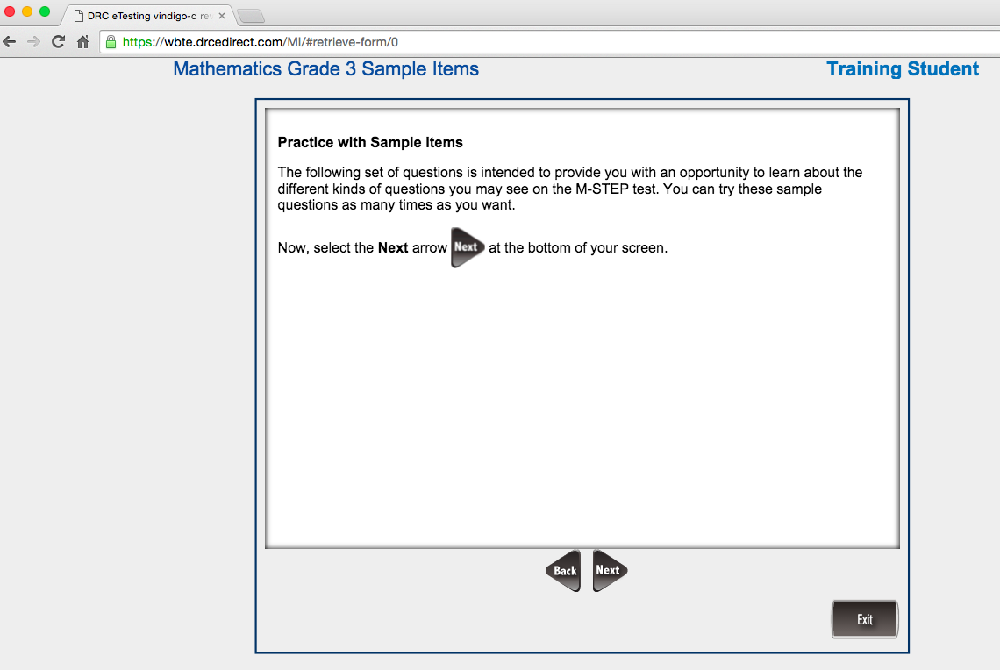 DRC eTesting vindigo-d rev
https://wbte.drcedirect.com/MI/#retrieve-form/0
Mathematics Grade 3 Sample Items
Training Student
Practice with Sample Items
The following set of questions is intended to provide you with an opportunity to learn about the
different kinds of questions you may see on the M-STEP test. You can try these sample
questions as many times as you want.
Now, select the Next arrow Next at the bottom of your screen.
Back Next
Exit